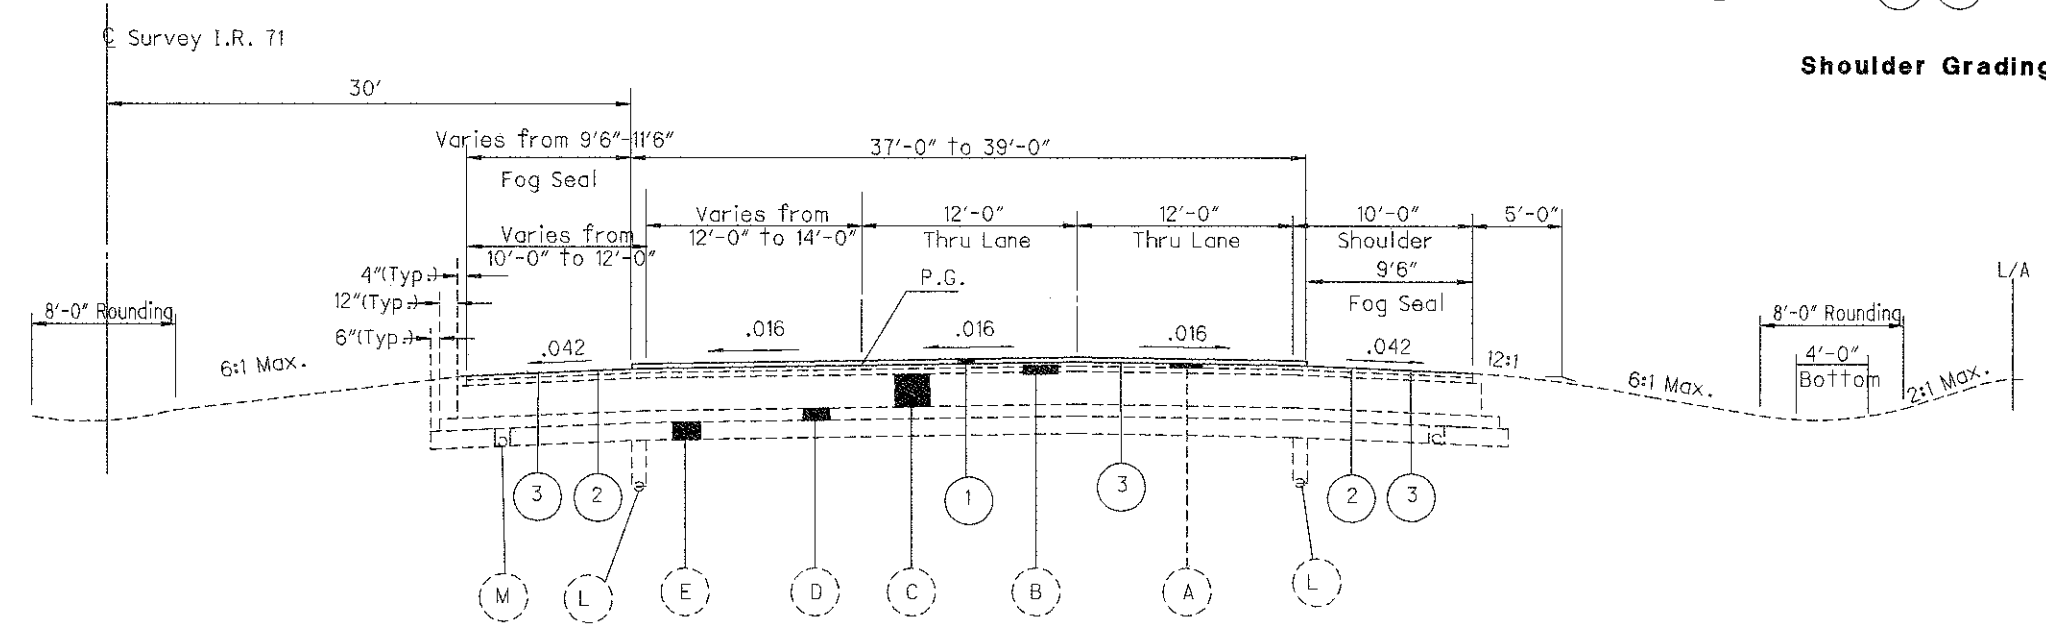 ℄ Survey I.R. 71
Shoulder Grading
30'
Varies from 9'6"-11'6"
37'-0" to 39'-0"
Fog Seal
Varies from
12'-0" to 14'-0"
12'-0"
Thru Lane
12'-0"
Thru Lane
10'-0"
Shoulder
5'-0"
Varies from
10'-0" to 12'-0"
9'6"
Fog Seal
4"(Typ.)
P.G.
L/A
12"(Typ.)
8'-0" Rounding
8'-0" Rounding
6"(Typ.)
.042
.016
.016
.016
.042
12:1
4'-0"
Bottom
6:1 Max.
6:1 Max.
2:1 Max.
3
2
1
3
2
3
M
L
E
D
C
B
A
L